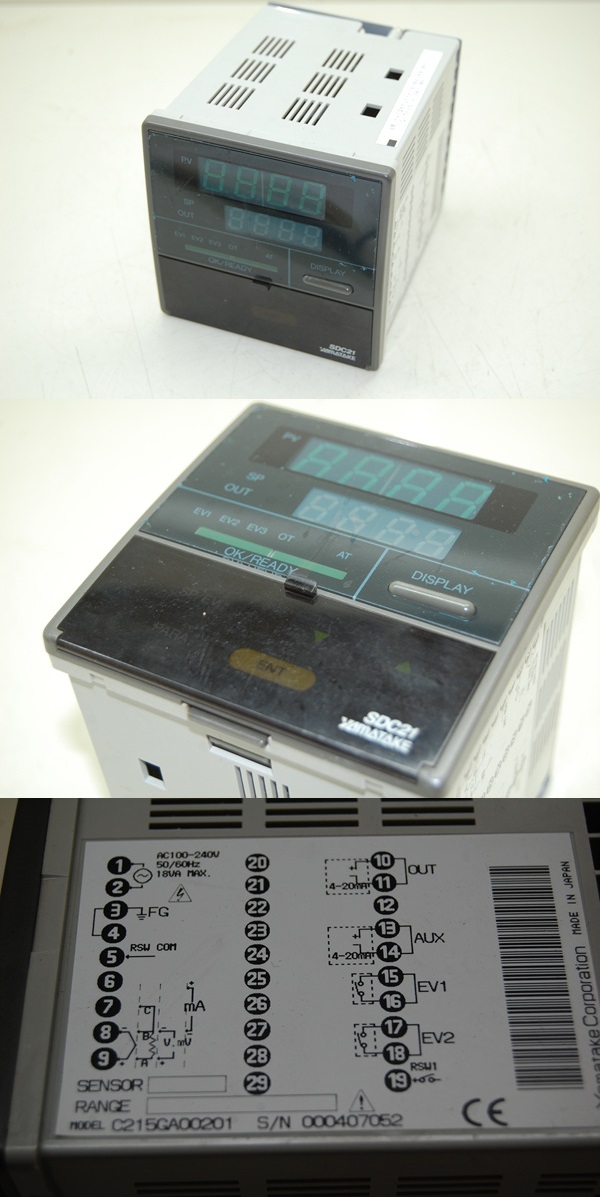 PV
SP
OUT
EV1 EV2 EV3 OT AT
OK/READY
DISPLAY
SDC21
YAMATAKE
PV
SP
OUT
EV1 EV2 EV3 OT AT
OK/READY
DISPLAY
PARA
ENT
SDC21
YAMATAKE
1 AC100-240V
50/60Hz
2 18VA MAX.
3 FG
4
5 RSW COM
6
7 C mA
8 - B V, mV
9 + A + -
20
21
22
23
24
25
26
27
28
29
10 OUT
11 4-20mA
12
13 AUX
14 4-20mA
15 EV1
16
17 EV2
18
RSW1
19
SENSOR
RANGE
MODEL C215GA00201 S/N 000407052
CE
MADE IN JAPAN
Yamatake Corporation